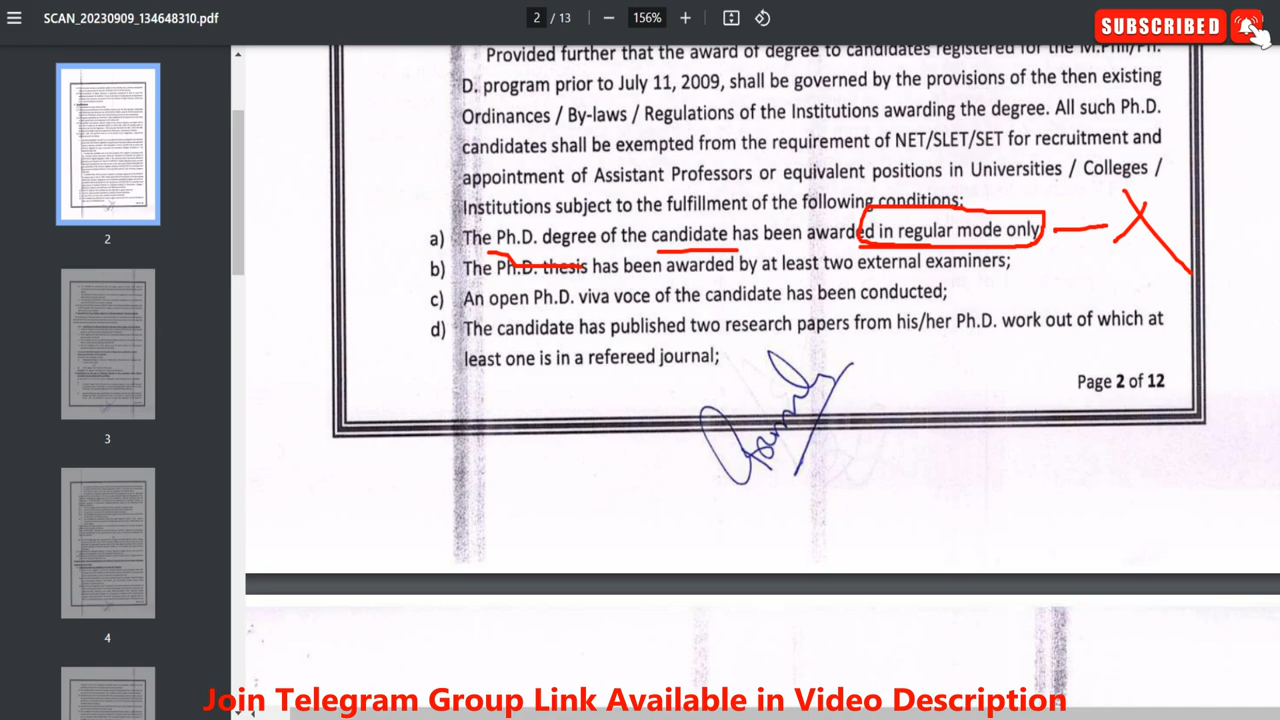 SCAN_20230909_134648310.pdf
2 / 13
156%
SUBSCRIBED
Provided further that the award of degree to candidates registered for the M.Phil/Ph.
D. program prior to July 11, 2009, shall be governed by the provisions of the then existing
Ordinances / By-laws / Regulations of the Institutions awarding the degree. All such Ph.D.
candidates shall be exempted from the requirement of NET/SLET/SET for recruitment and
appointment of Assistant Professors or equivalent positions in Universities / Colleges /
Institutions subject to the fulfillment of the following conditions:
a) The Ph.D. degree of the candidate has been awarded in regular mode only
b) The Ph.D. thesis has been awarded by at least two external examiners;
c) An open Ph.D. viva voce of the candidate has been conducted;
d) The candidate has published two research papers from his/her Ph.D. work out of which at
least one is in a refereed journal;
Page 2 of 12
2
3
4
Join Telegram Group Link Available in Video Description